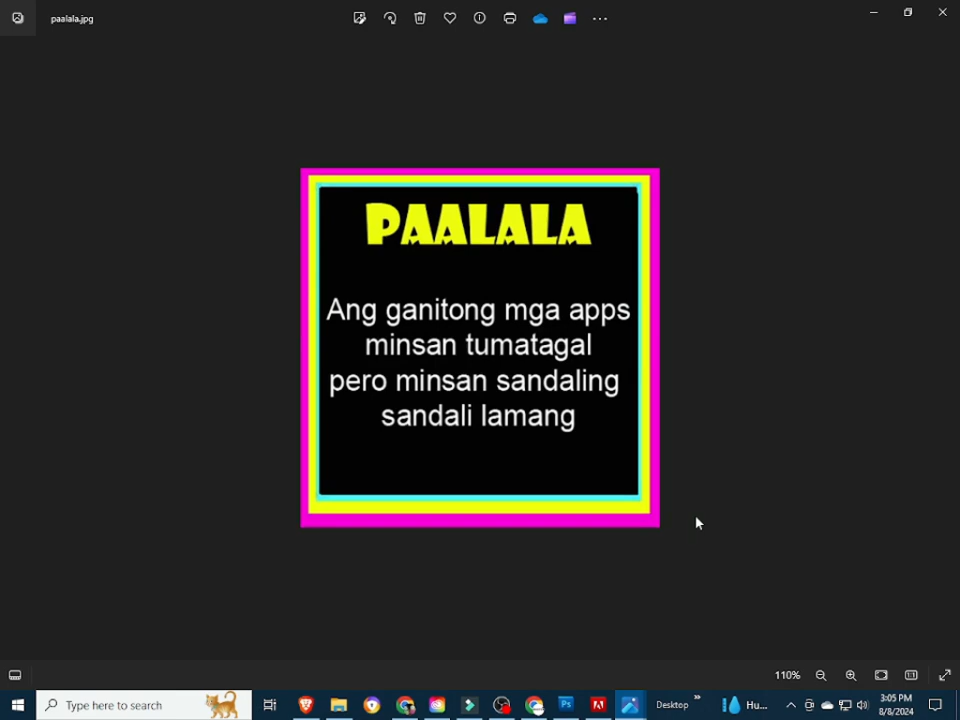 paalala.jpg
PAALALA
Ang ganitong mga apps
minsan tumatagal
pero minsan sandaling
sandali lamang
110%
Type here to search
Desktop
Hu...
3:05 PM
8/8/2024